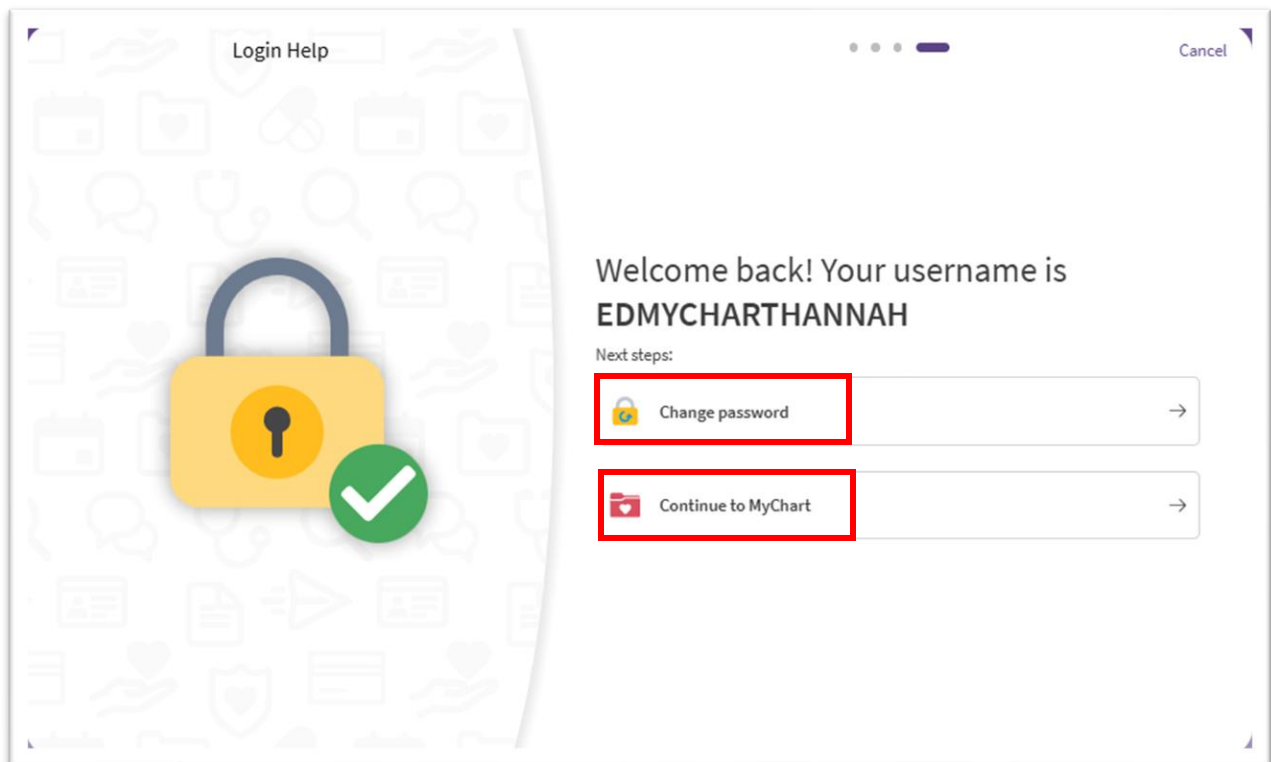 Login Help
Cancel
Welcome back! Your username is
EDMYCHARTHANNAH
Next steps:
Change password
Continue to MyChart